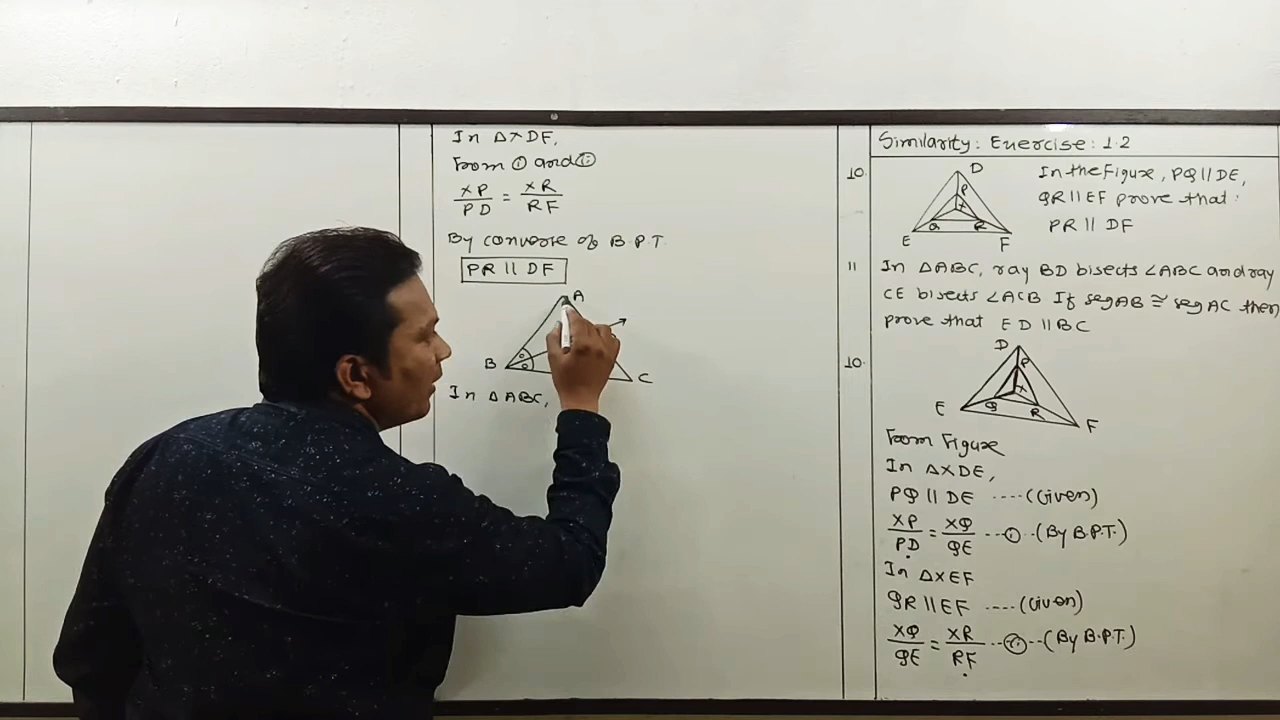 Similarity: Exercise: 1.2
10.
D
P
X
Q
R
E
F
In the Figure, PQ || DE,
QR || EF prove that:
PR || DF
11
In △ABC, ray BD bisects ∠ABC and ray
CE bisects ∠ACB If seg AB ≅ seg AC then
prove that ED || BC
10.
D
P
X
Q
R
E
F
From Figure
In △XDE,
PQ || DE ....(Given)
XP/PD = XQ/QE ...①..(By B.P.T.)
In △XEF
QR || EF ....(Given)
XQ/QE = XR/RF ...②..(By B.P.T.)
In △XDF,
From ① and ②
XP/PD = XR/RF
By converse of B.P.T.
PR || DF
A
B
C
In △ABC,